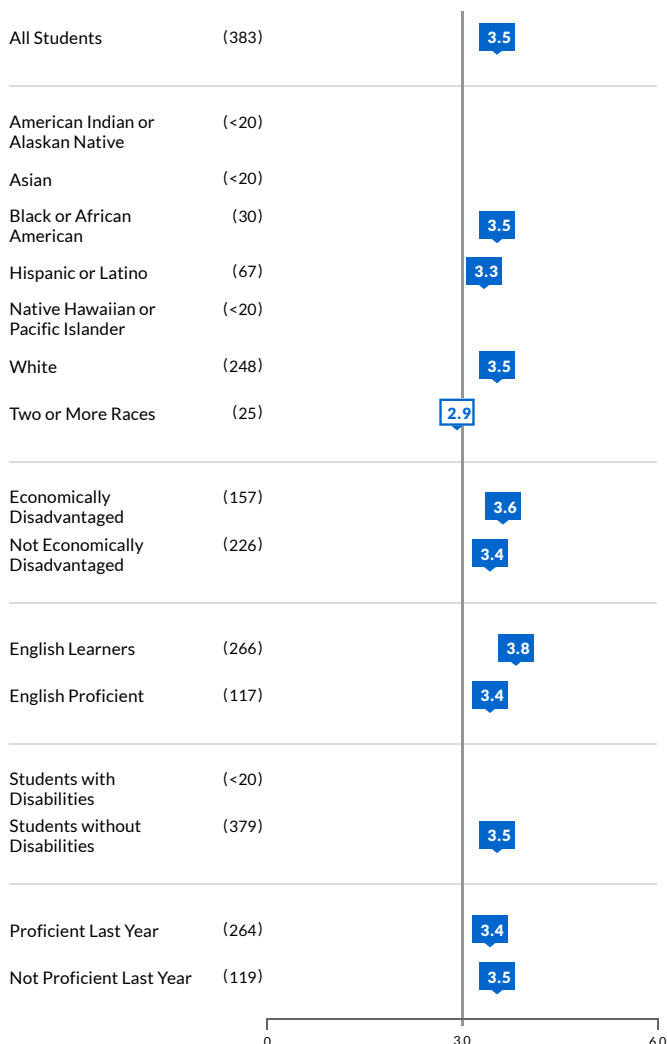 All Students (383) 3.5
American Indian or (<20)
Alaskan Native
Asian (<20)
Black or African (30) 3.5
American
Hispanic or Latino (67) 3.3
Native Hawaiian or (<20)
Pacific Islander
White (248) 3.5
Two or More Races (25) 2.9
Economically (157) 3.6
Disadvantaged
Not Economically (226) 3.4
Disadvantaged
English Learners (266) 3.8
English Proficient (117) 3.4
Students with (<20)
Disabilities
Students without (379) 3.5
Disabilities
Proficient Last Year (264) 3.4
Not Proficient Last Year (119) 3.5
0 3.0 6.0